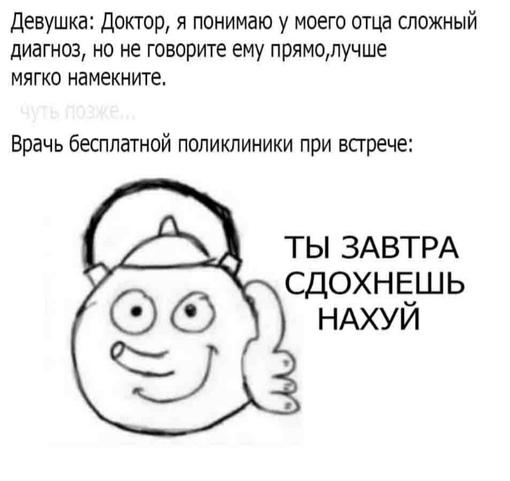 Девушка: Доктор, я понимаю у моего отца сложный
диагноз, но не говорите ему прямо,лучше
мягко намекните.
чуть позже...
Врачь бесплатной поликлиники при встрече:
ТЫ ЗАВТРА
СДОХНЕШЬ
НАХУЙ